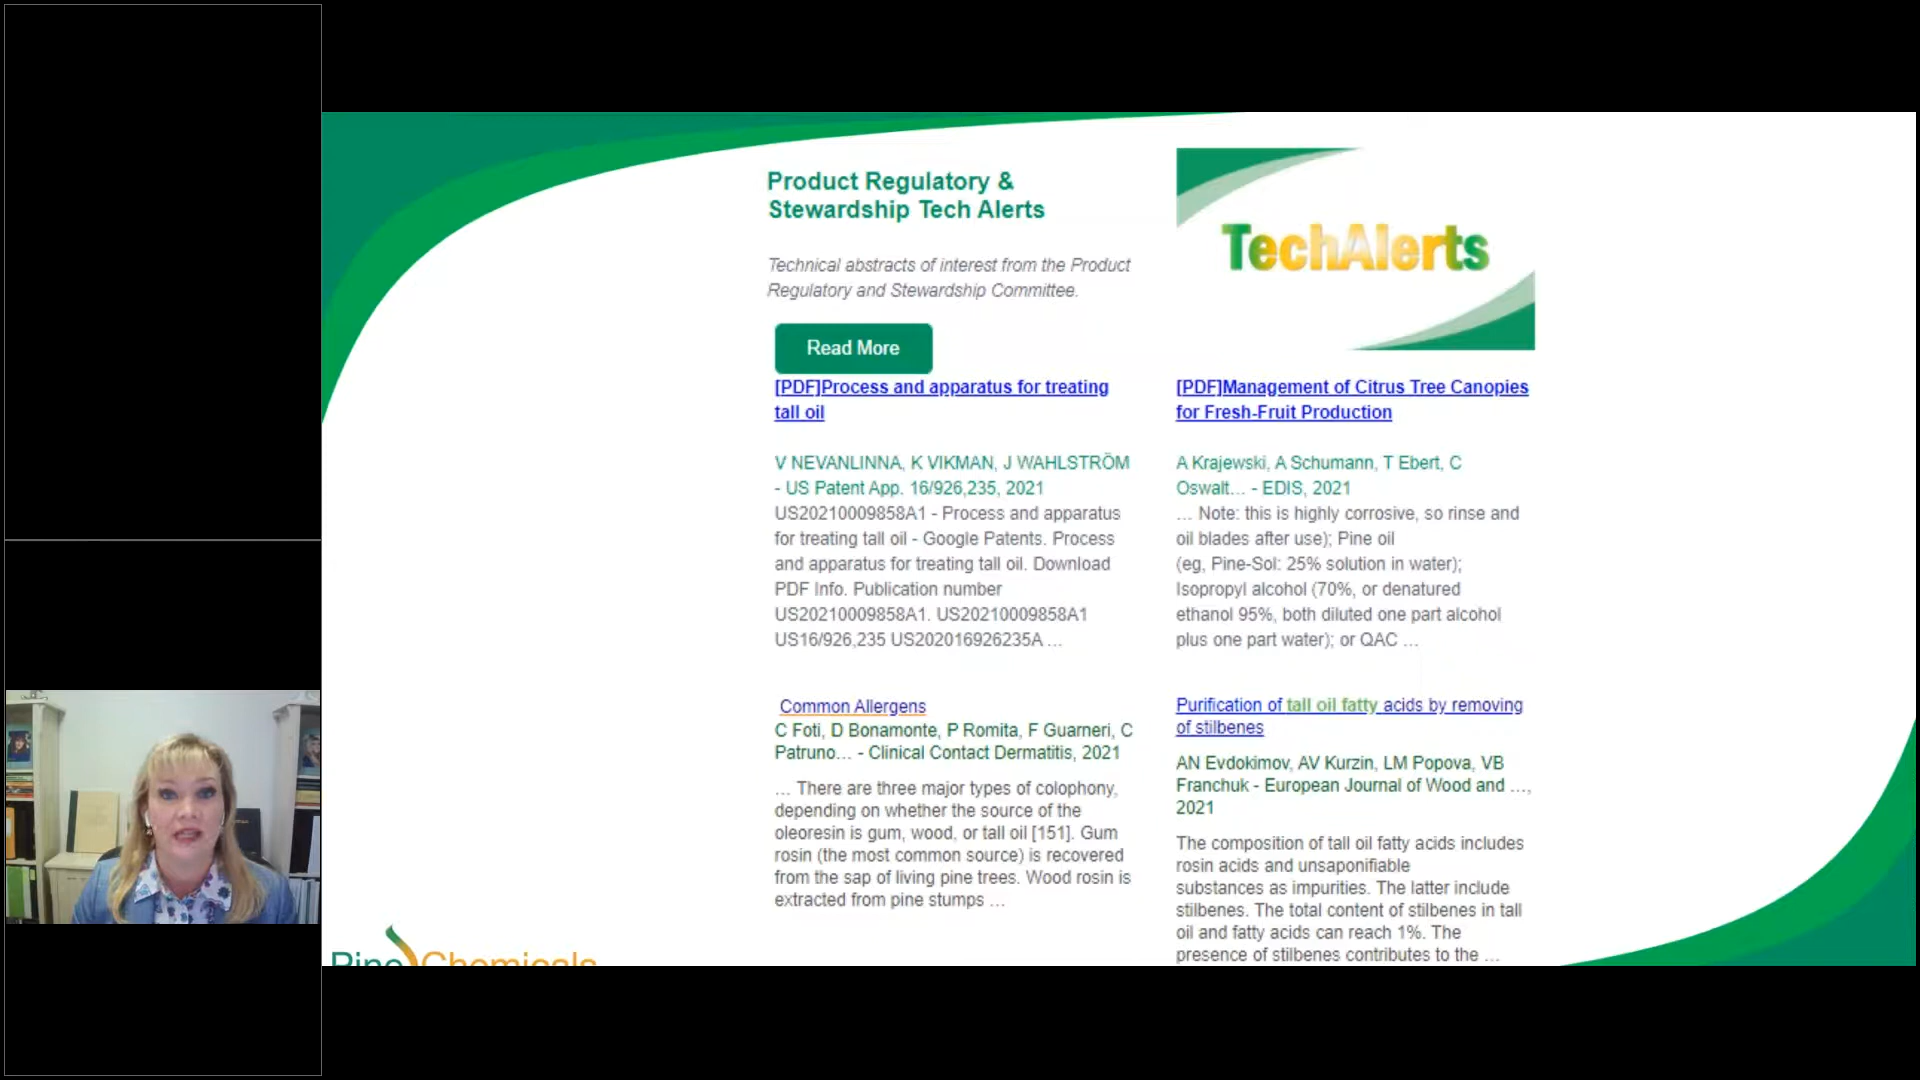 Product Regulatory &
Stewardship Tech Alerts
Technical abstracts of interest from the Product
Regulatory and Stewardship Committee.
Read More
TechAlerts
[PDF]Process and apparatus for treating
tall oil
V NEVANLINNA, K VIKMAN, J WAHLSTRÖM
- US Patent App. 16/926,235, 2021
US20210009858A1 - Process and apparatus
for treating tall oil - Google Patents. Process
and apparatus for treating tall oil. Download
PDF Info. Publication number
US20210009858A1. US20210009858A1
US16/926,235 US202016926235A ...
[PDF]Management of Citrus Tree Canopies
for Fresh-Fruit Production
A Krajewski, A Schumann, T Ebert, C
Oswalt... - EDIS, 2021
... Note: this is highly corrosive, so rinse and
oil blades after use); Pine oil
(eg, Pine-Sol: 25% solution in water);
Isopropyl alcohol (70%, or denatured
ethanol 95%, both diluted one part alcohol
plus one part water); or QAC ...
Common Allergens
C Foti, D Bonamonte, P Romita, F Guarneri, C
Patruno... - Clinical Contact Dermatitis, 2021
... There are three major types of colophony,
depending on whether the source of the
oleoresin is gum, wood, or tall oil [151]. Gum
rosin (the most common source) is recovered
from the sap of living pine trees. Wood rosin is
extracted from pine stumps ...
Purification of tall oil fatty acids by removing
of stilbenes
AN Evdokimov, AV Kurzin, LM Popova, VB
Franchuk - European Journal of Wood and ...,
2021
The composition of tall oil fatty acids includes
rosin acids and unsaponifiable
substances as impurities. The latter include
stilbenes. The total content of stilbenes in tall
oil and fatty acids can reach 1%. The
presence of stilbenes contributes to the ...
Pine Chemicals